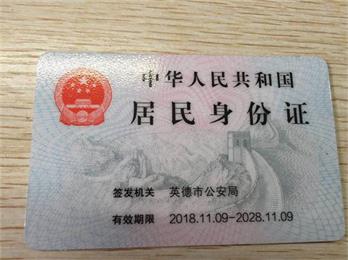 华人民共和国
居民身份证
签发机关 英德市公安局
有效期限 2018.11.09-2028.11.09